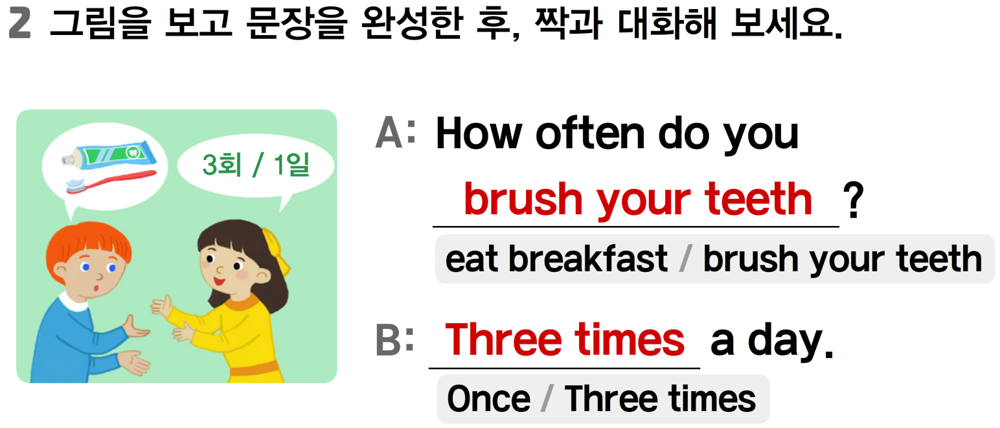 2 그림을 보고 문장을 완성한 후, 짝과 대화해 보세요.
3회 / 1일
A: How often do you
brush your teeth ?
eat breakfast / brush your teeth
B: Three times a day.
Once / Three times